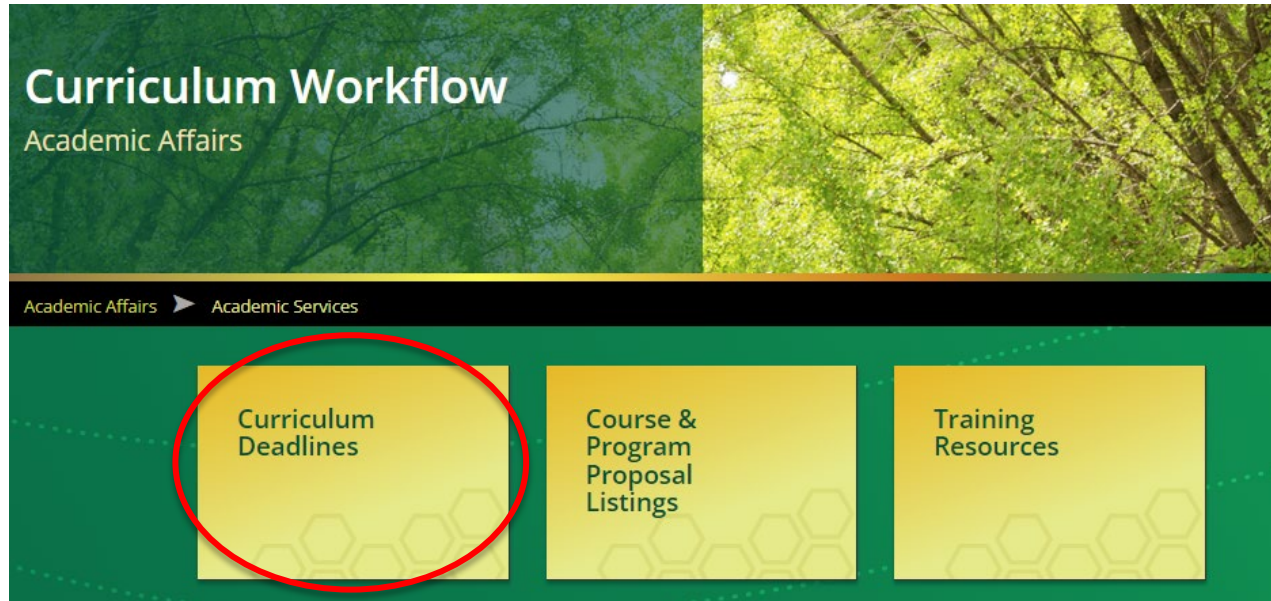 Curriculum Workflow
Academic Affairs
Academic Affairs ➤ Academic Services
Curriculum
Deadlines
Course &
Program
Proposal
Listings
Training
Resources